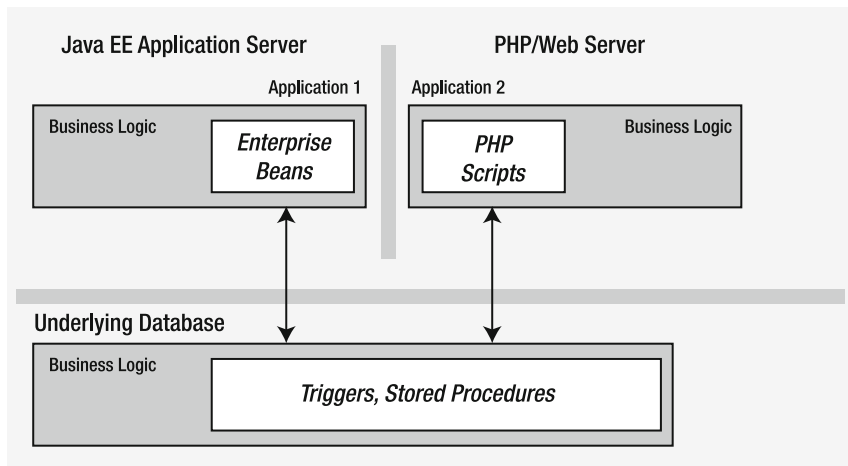 Java EE Application Server
PHP/Web Server
Application 1
Application 2
Business Logic
Enterprise
Beans
PHP
Scripts
Business Logic
Underlying Database
Business Logic
Triggers, Stored Procedures